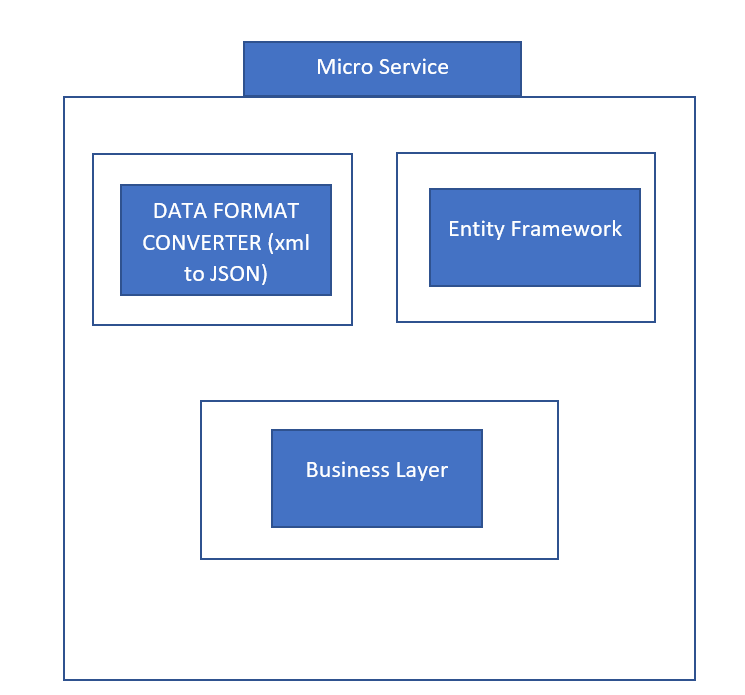 Micro Service
DATA FORMAT
CONVERTER (xml
to JSON)
Entity Framework
Business Layer